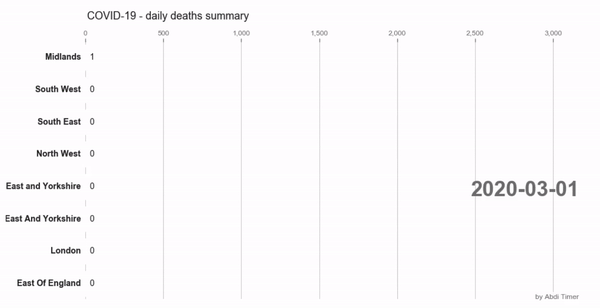 COVID-19 - daily deaths summary
0 500 1,000 1,500 2,000 2,500 3,000
Midlands 1
South West 0
South East 0
North West 0
East and Yorkshire 0
2020-03-01
East And Yorkshire 0
London 0
East Of England 0
by Abdi Timer